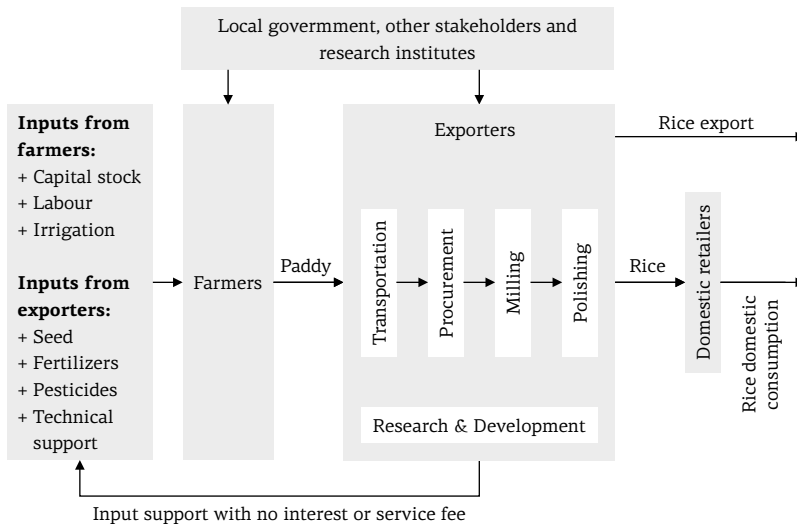 Local govermment, other stakeholders and
research institutes
Inputs from
farmers:
+ Capital stock
+ Labour
+ Irrigation
Inputs from
exporters:
+ Seed
+ Fertilizers
+ Pesticides
+ Technical
support
Farmers
Paddy
Exporters
Transportation
Procurement
Milling
Polishing
Research & Development
Rice export
Rice
Domestic retailers
Rice domestic
consumption
Input support with no interest or service fee